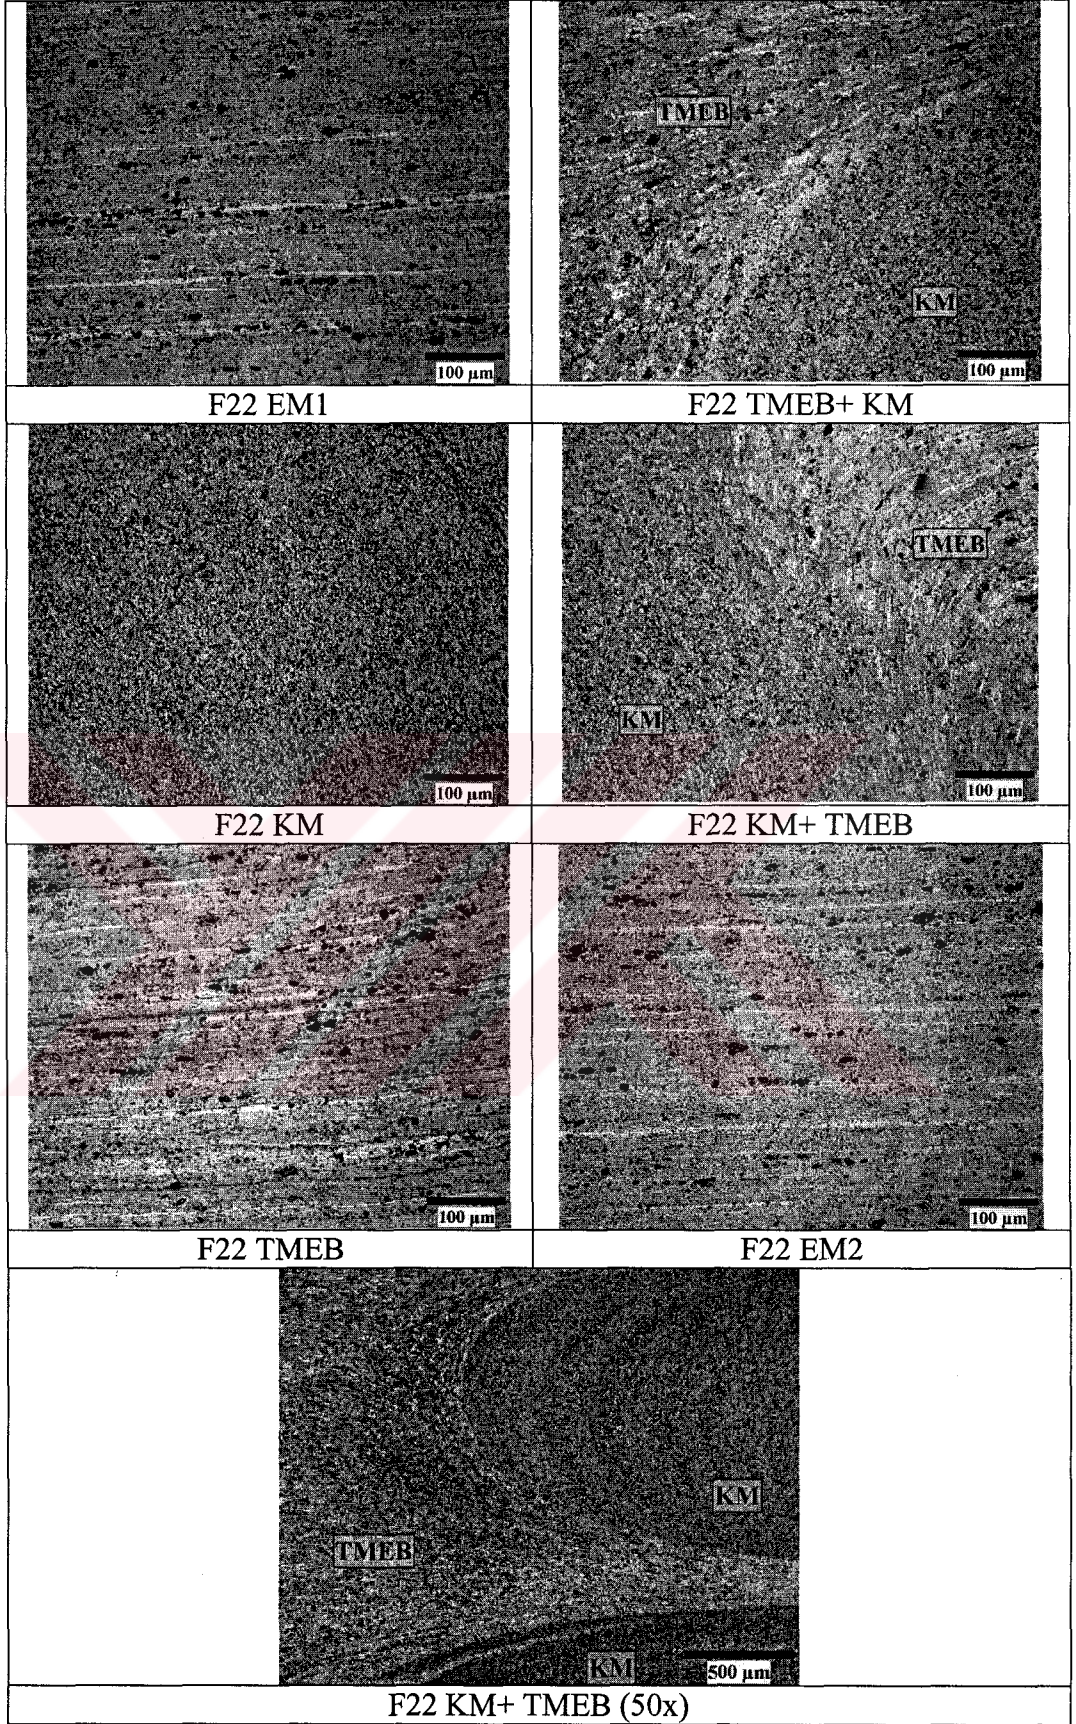 TMEB
KM
100 µm
100 µm
F22 EM1
F22 TMEB+ KM
TMEB
KM
100 µm
100 µm
F22 KM
F22 KM+ TMEB
100 µm
100 µm
F22 TMEB
F22 EM2
KM
TMEB
KM
500 µm
F22 KM+ TMEB (50x)